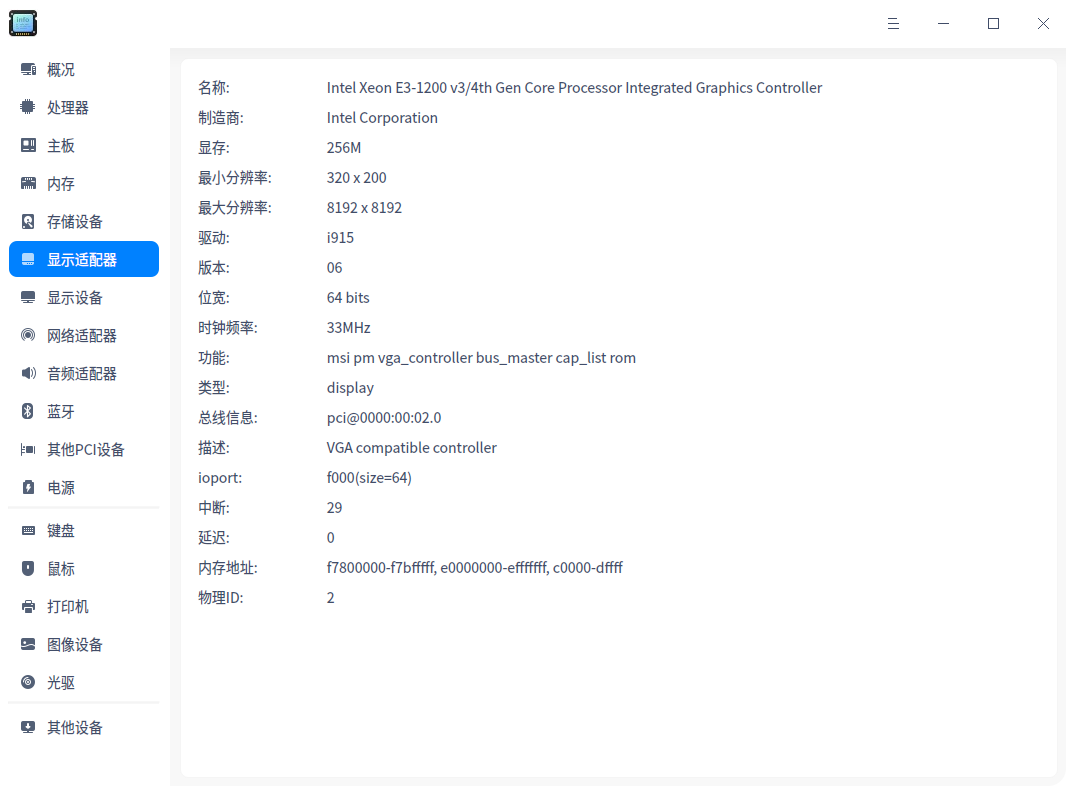 info
概况
处理器
主板
内存
存储设备
显示适配器
显示设备
网络适配器
音频适配器
蓝牙
其他PCI设备
电源
键盘
鼠标
打印机
图像设备
光驱
其他设备
名称: Intel Xeon E3-1200 v3/4th Gen Core Processor Integrated Graphics Controller
制造商: Intel Corporation
显存: 256M
最小分辨率: 320 x 200
最大分辨率: 8192 x 8192
驱动: i915
版本: 06
位宽: 64 bits
时钟频率: 33MHz
功能: msi pm vga_controller bus_master cap_list rom
类型: display
总线信息: pci@0000:00:02.0
描述: VGA compatible controller
ioport: f000(size=64)
中断: 29
延迟: 0
内存地址: f7800000-f7bfffff, e0000000-efffffff, c0000-dffff
物理ID: 2